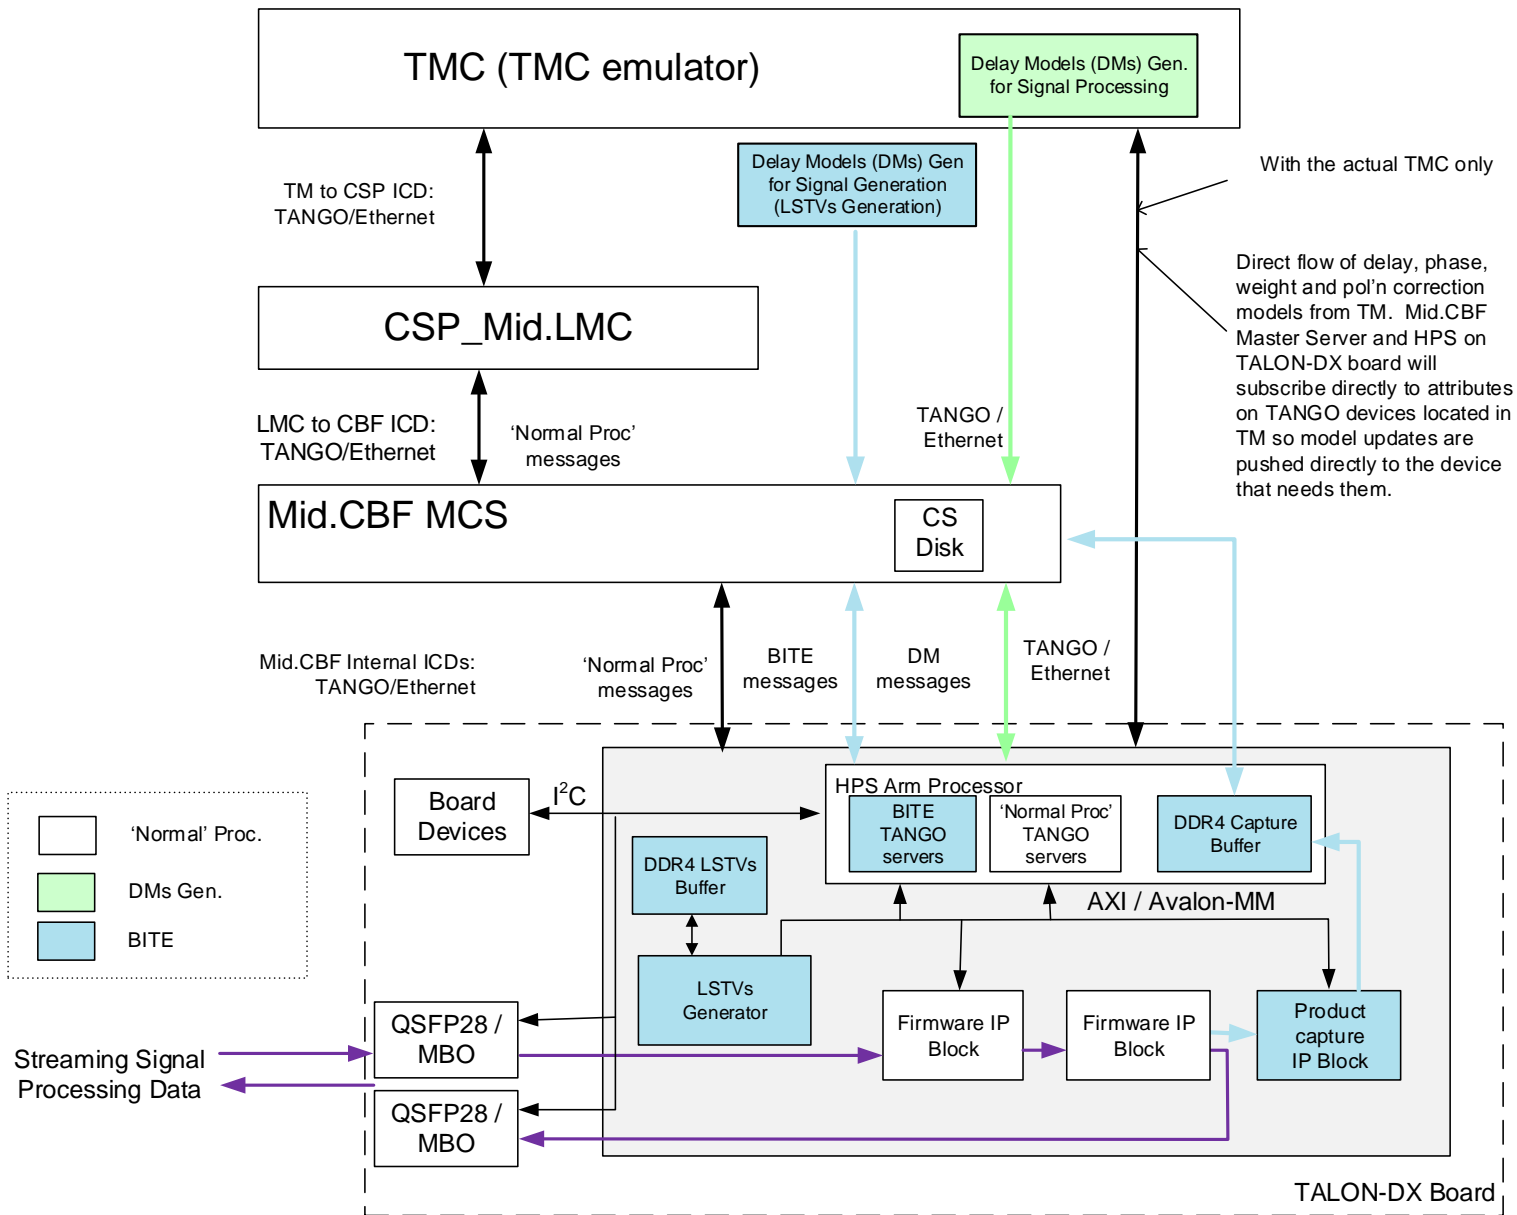 TMC (TMC emulator)
Delay Models (DMs) Gen.
for Signal Processing
Delay Models (DMs) Gen
for Signal Generation
(LSTVs Generation)
With the actual TMC only
TM to CSP ICD:
TANGO/Ethernet
Direct flow of delay, phase,
weight and pol'n correction
models from TM.  Mid.CBF
Master Server and HPS on
TALON-DX board will
subscribe directly to attributes
on TANGO devices located in
TM so model updates are
pushed directly to the device
that needs them.
CSP_Mid.LMC
LMC to CBF ICD:
TANGO/Ethernet
‘Normal Proc’
messages
TANGO /
Ethernet
Mid.CBF MCS
CS
Disk
Mid.CBF Internal ICDs:
TANGO/Ethernet
‘Normal Proc’
messages
BITE
messages
DM
messages
TANGO /
Ethernet
Board
Devices
I²C
HPS Arm Processor
BITE
TANGO
servers
‘Normal Proc’
TANGO
servers
DDR4 Capture
Buffer
‘Normal’ Proc.
DMs Gen.
BITE
DDR4 LSTVs
Buffer
AXI / Avalon-MM
LSTVs
Generator
QSFP28 /
MBO
Firmware IP
Block
Firmware IP
Block
Product
capture
IP Block
Streaming Signal
Processing Data
QSFP28 /
MBO
TALON-DX Board